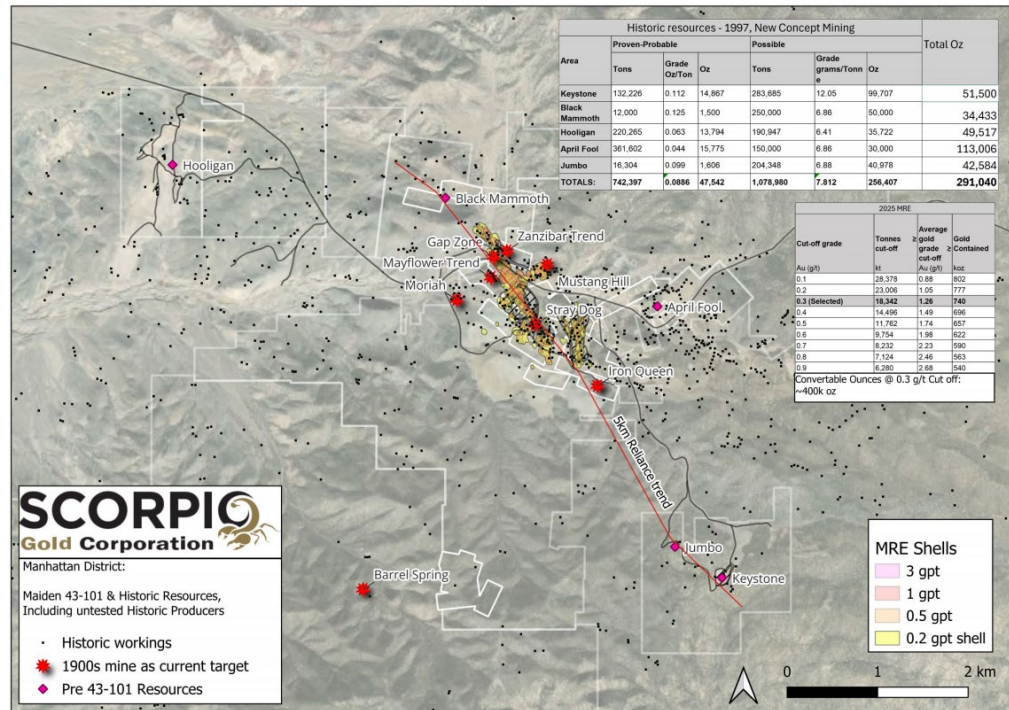 Historic resources - 1997, New Concept Mining
Area | Proven-Probable | Possible | Total Oz
Tons | Grade Oz/Ton | Oz | Tons | Grade grams/Tonne | Oz
Keystone | 132,226 | 0.112 | 14,867 | 283,685 | 12.05 | 99,707 | 51,500
Black Mammoth | 12,000 | 0.125 | 1,500 | 250,000 | 6.86 | 50,000 | 34,433
Hooligan | 220,265 | 0.063 | 13,794 | 190,947 | 6.41 | 35,722 | 49,517
April Fool | 361,602 | 0.044 | 15,775 | 150,000 | 6.86 | 30,000 | 113,006
Jumbo | 16,304 | 0.099 | 1,606 | 204,348 | 6.88 | 40,978 | 42,584
TOTALS: | 742,397 | 0.0886 | 47,542 | 1,078,980 | 7.812 | 256,407 | 291,040
2025 MRE
Cut-off grade | Tonnes ≥ cut-off | Average gold grade ≥ cut-off | Gold Contained
Au (g/t) | kt | Au (g/t) | koz
0.1 | 28,378 | 0.88 | 802
0.2 | 23,006 | 1.05 | 777
0.3 (Selected) | 18,342 | 1.26 | 740
0.4 | 14,496 | 1.49 | 696
0.5 | 11,762 | 1.74 | 657
0.6 | 9,754 | 1.98 | 622
0.7 | 8,232 | 2.23 | 590
0.8 | 7,124 | 2.46 | 563
0.9 | 6,280 | 2.68 | 540
Convertable Ounces @ 0.3 g/t Cut off:
~400k oz
Hooligan
Black Mammoth
Gap Zone
Zanzibar Trend
Mayflower Trend
Mustang Hill
Moriah
Stray Dog
April Fool
Iron Queen
5km Reliance trend
Jumbo
Keystone
Barrel Spring
SCORPIO
Gold Corporation
Manhattan District:
Maiden 43-101 & Historic Resources,
Including untested Historic Producers
Historic workings
1900s mine as current target
Pre 43-101 Resources
MRE Shells
3 gpt
1 gpt
0.5 gpt
0.2 gpt shell
0 1 2 km